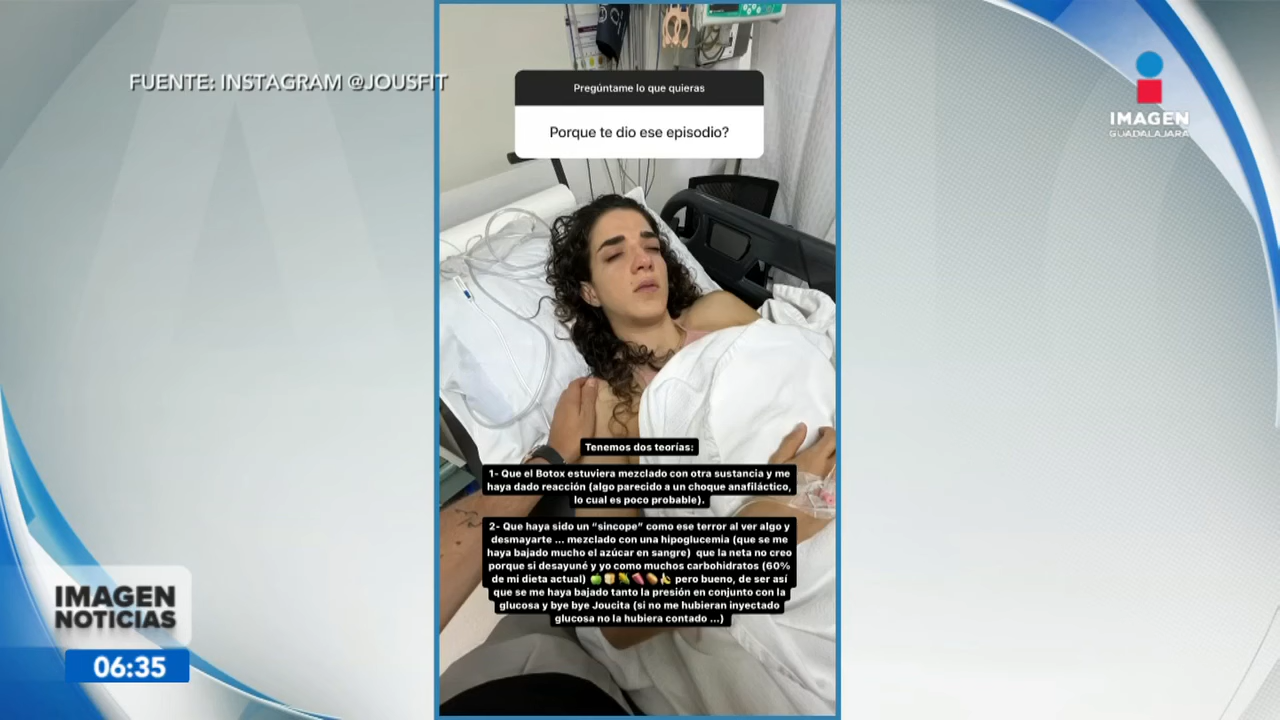 FUENTE: INSTAGRAM @JOUSFIT
Pregúntame lo que quieras
Porque te dio ese episodio?
IMAGEN
GUADALAJARA
Tenemos dos teorías:
1- Que el Botox estuviera mezclado con otra sustancia y me
haya dado reacción (algo parecido a un choque anafiláctico,
lo cual es poco probable).
2- Que haya sido un “sincope” como ese terror al ver algo y
desmayarte ... mezclado con una hipoglucemia (que se me
haya bajado mucho el azúcar en sangre) que la neta no creo
porque si desayuné y yo como muchos carbohidratos (60%
de mi dieta actual) 🍏🍞🌽🍠🥖🍌 pero bueno, de ser así
que se me haya bajado tanto la presión en conjunto con la
glucosa y bye bye Joucita (si no me hubieran inyectado
glucosa no la hubiera contado ...)
IMAGEN
NOTICIAS
06:35